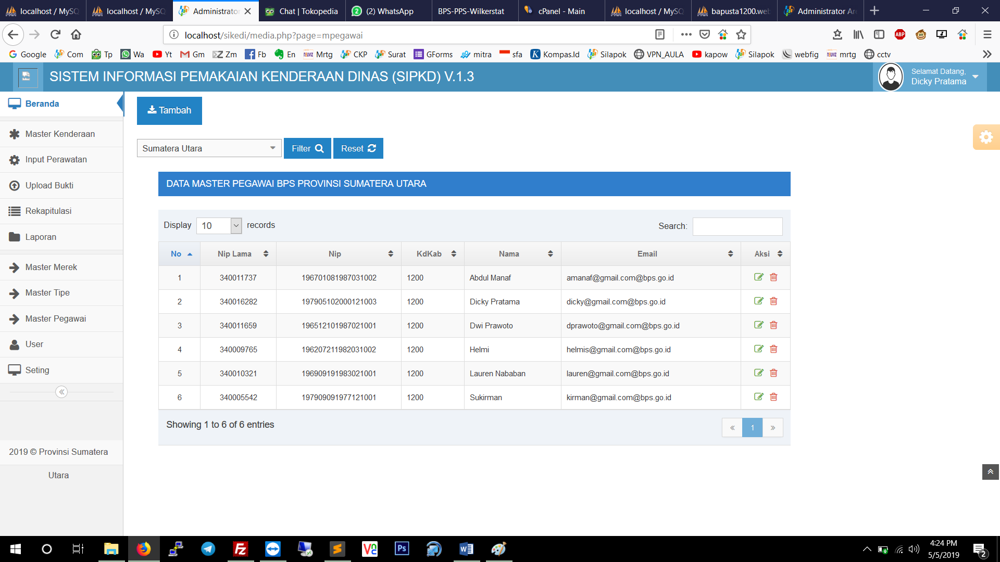 localhost / MySQ
localhost / MySQ
Administrator
Chat | Tokopedia
(2) WhatsApp
BPS-PPS-Wilkerstat
cPanel - Main
localhost / MySQ
bapusta1200.web
Administrator Are
localhost/sikedi/media.php?page=mpegawai
ABP
Google
Com
Tp
Wa
Yt
Gm
Zm
Fb
En
Mrtg
CKP
Surat
GForms
mitra
sfa
Kompas.Id
Silapok
VPN_AULA
kapow
Silapok
webfig
mrtg
cctv
SISTEM INFORMASI PEMAKAIAN KENDERAAN DINAS (SIPKD) V.1.3
Selamat Datang,
Dicky Pratama
Beranda
Master Kenderaan
Input Perawatan
Upload Bukti
Rekapitulasi
Laporan
Master Merek
Master Tipe
Master Pegawai
User
Seting
2019 © Provinsi Sumatera
Utara
Tambah
Sumatera Utara
Filter
Reset
DATA MASTER PEGAWAI BPS PROVINSI SUMATERA UTARA
Display 10 records
Search:
No Nip Lama Nip KdKab Nama Email Aksi
1 340011737 196701081987031002 1200 Abdul Manaf amanaf@gmail.com@bps.go.id
2 340016282 197905102000121003 1200 Dicky Pratama dicky@gmail.com@bps.go.id
3 340011659 196512101987021001 1200 Dwi Prawoto dprawoto@gmail.com@bps.go.id
4 340009765 196207211982031002 1200 Helmi helmis@gmail.com@bps.go.id
5 340010321 196909191983021001 1200 Lauren Nababan lauren@gmail.com@bps.go.id
6 340005542 197909091977121001 1200 Sukirman kirman@gmail.com@bps.go.id
Showing 1 to 6 of 6 entries
« 1 »
4:24 PM
5/5/2019
2